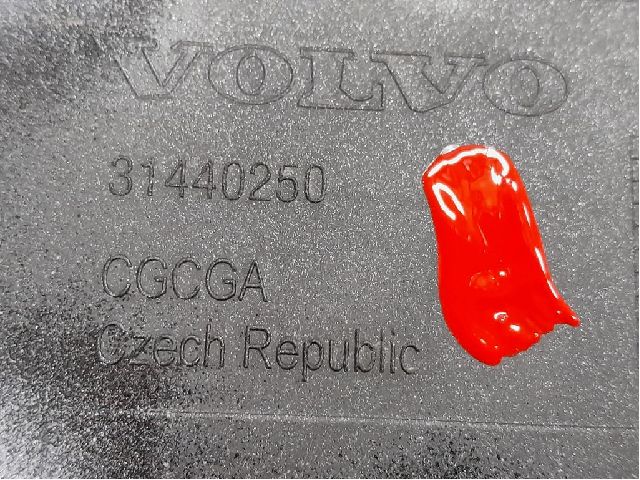 VOLVO
31440250
CGCGA
Czech Republic